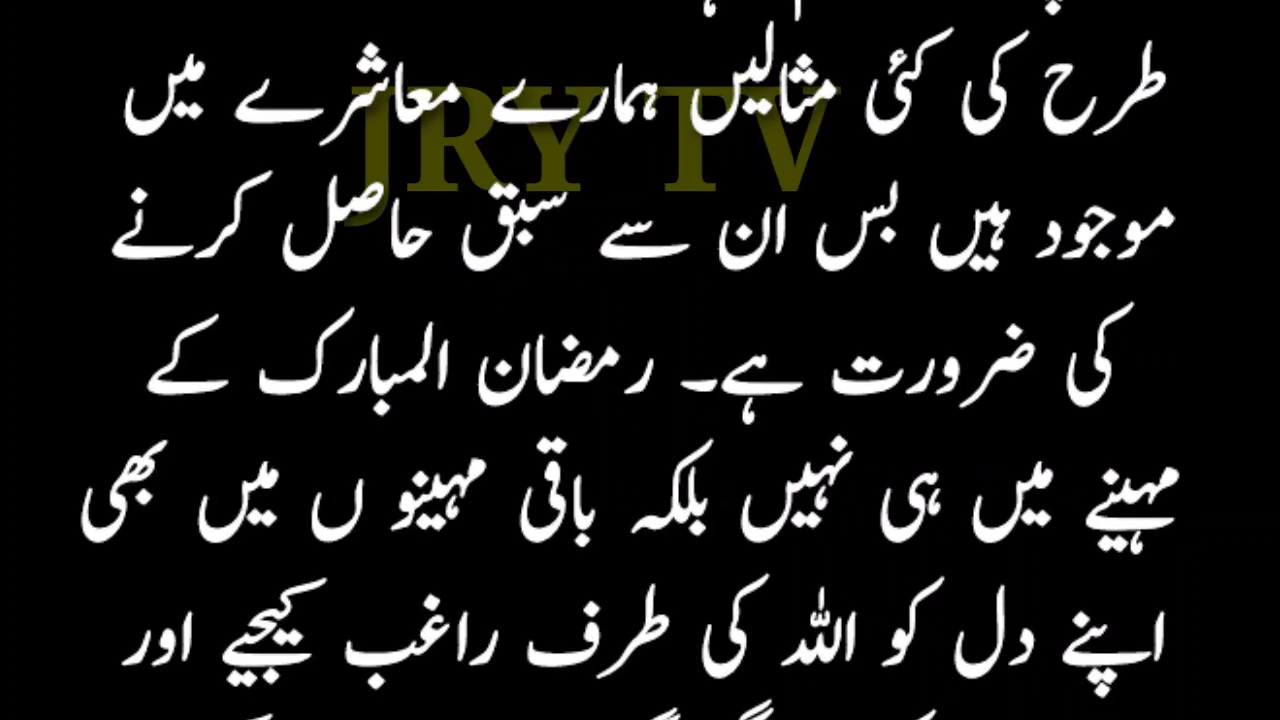 طرح کی کئی مثالیں ہمارے معاشرے میں
JRY TV
موجود ہیں بس ان سے سبق حاصل کرنے
کی ضرورت ہے۔ رمضان المبارک کے
مہینے میں ہی نہیں بلکہ باقی مہینو ں میں بھی
اپنے دل کو اللہ کی طرف راغب کیجیے اور